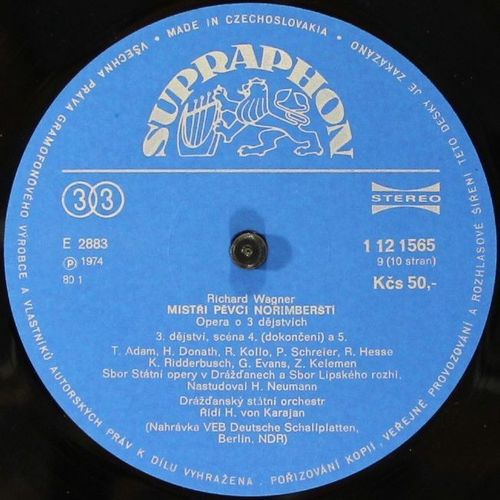 VŠECHNA PRÁVA GRAMOFONOVÉHO VÝROBCE A VLASTNÍKŮ AUTORSKÝCH PRÁV K DÍLU VYHRAŽENA. POŘIZOVÁNÍ KOPIÍ, VEŘEJNÉ PROVOZOVÁNÍ A ROZHLASOVÉ ŠÍŘENÍ TÉTO DESKY JE ZAKÁZÁNO
• MADE IN CZECHOSLOVAKIA •
SUPRAPHON
33
STEREO
E 2883
1 12 1565
Ⓟ 1974
9 (10 stran)
80 1
Kčs 50,-
Richard Wagner
MISTŘI PĚVCI NORIMBERŠTÍ
Opera o 3 dějstvích
3. dějství, scéna 4. (dokončení) a 5.
T. Adam, H. Donath, R. Kollo, P. Schreier, R. Hesse
K. Ridderbusch, G. Evans, Z. Kelemen
Sbor Státní opery v Drážďanech a Sbor Lipského rozhl.
Nastudoval H. Neumann
Drážďanský státní orchestr
Řídí H. von Karajan
(Nahrávka VEB Deutsche Schallplatten,
Berlin, NDR)